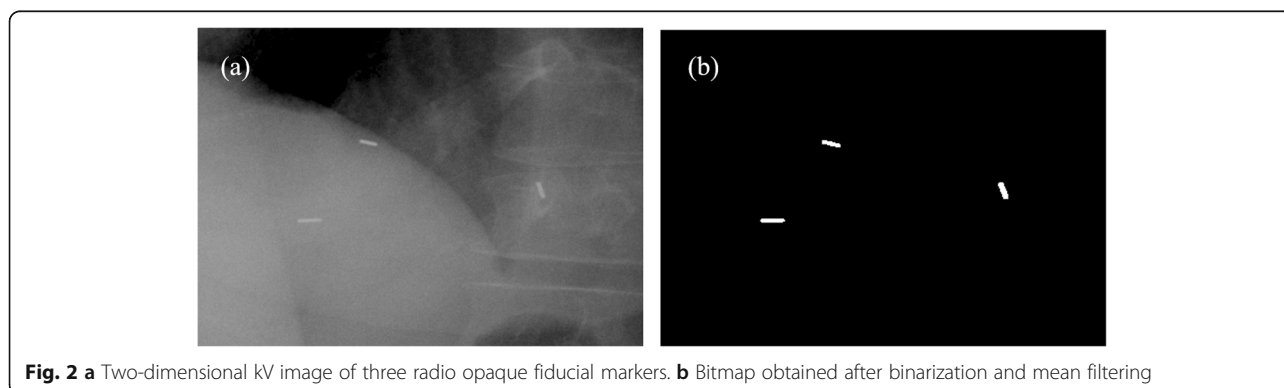 (a)
(b)
Fig. 2 a Two-dimensional kV image of three radio opaque fiducial markers. b Bitmap obtained after binarization and mean filtering